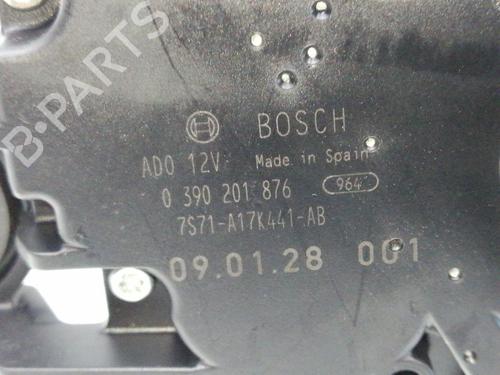 B-PARTS
BOSCH
ADO 12V Made in Spain
0 390 201 876 964
7S71-A17K441-AB
09.01.28 001